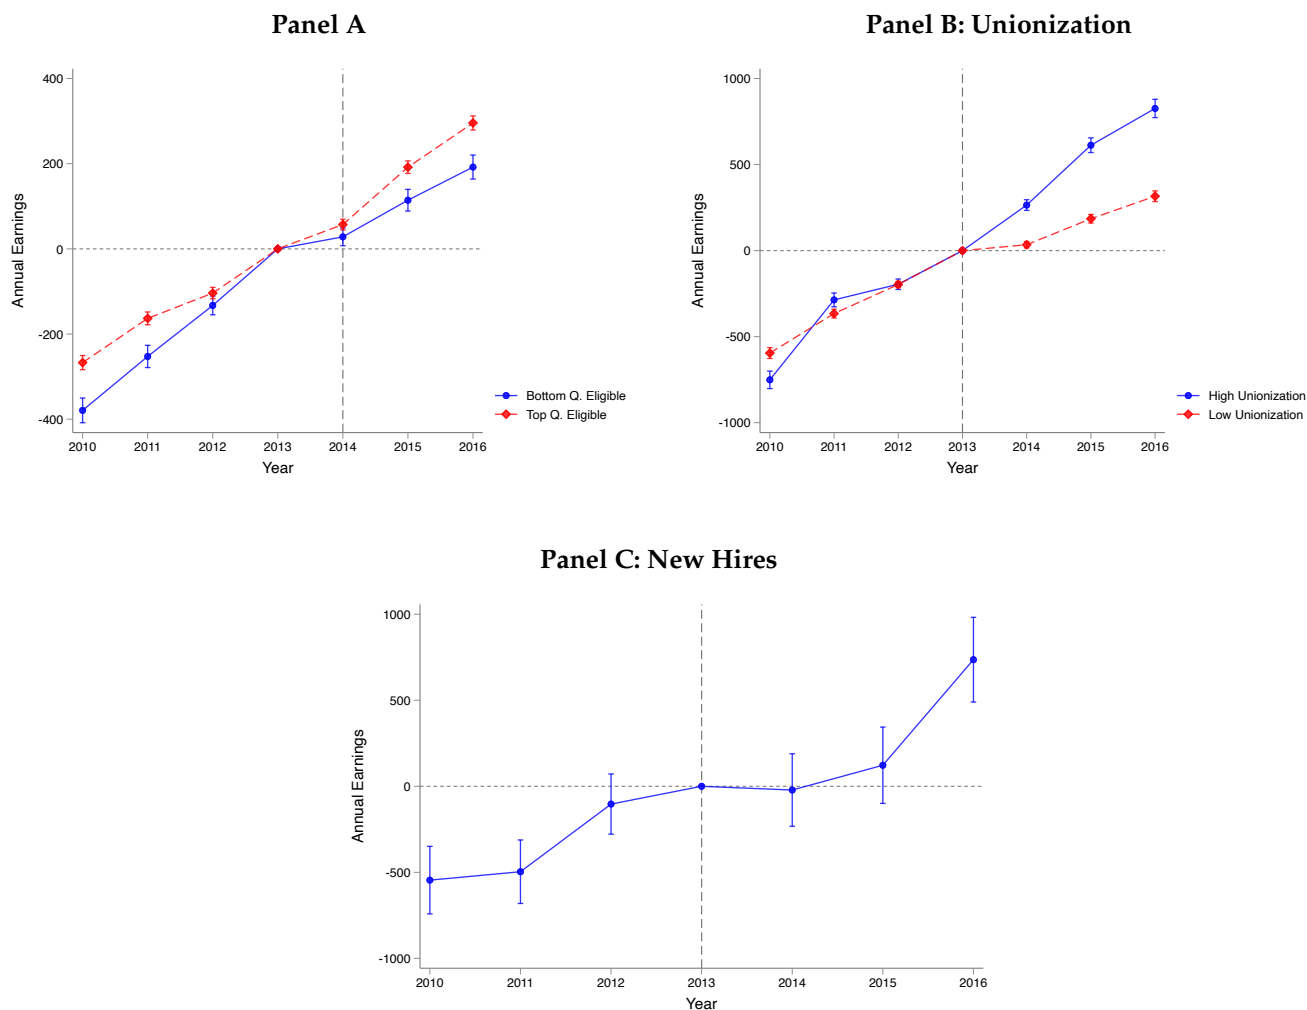 Panel A
400
200
0
-200
-400
Annual Earnings
2010 2011 2012 2013 2014 2015 2016
Year
Bottom Q. Eligible
Top Q. Eligible
Panel B: Unionization
1000
500
0
-500
-1000
Annual Earnings
2010 2011 2012 2013 2014 2015 2016
Year
High Unionization
Low Unionization
Panel C: New Hires
1000
500
0
-500
-1000
Annual Earnings
2010 2011 2012 2013 2014 2015 2016
Year